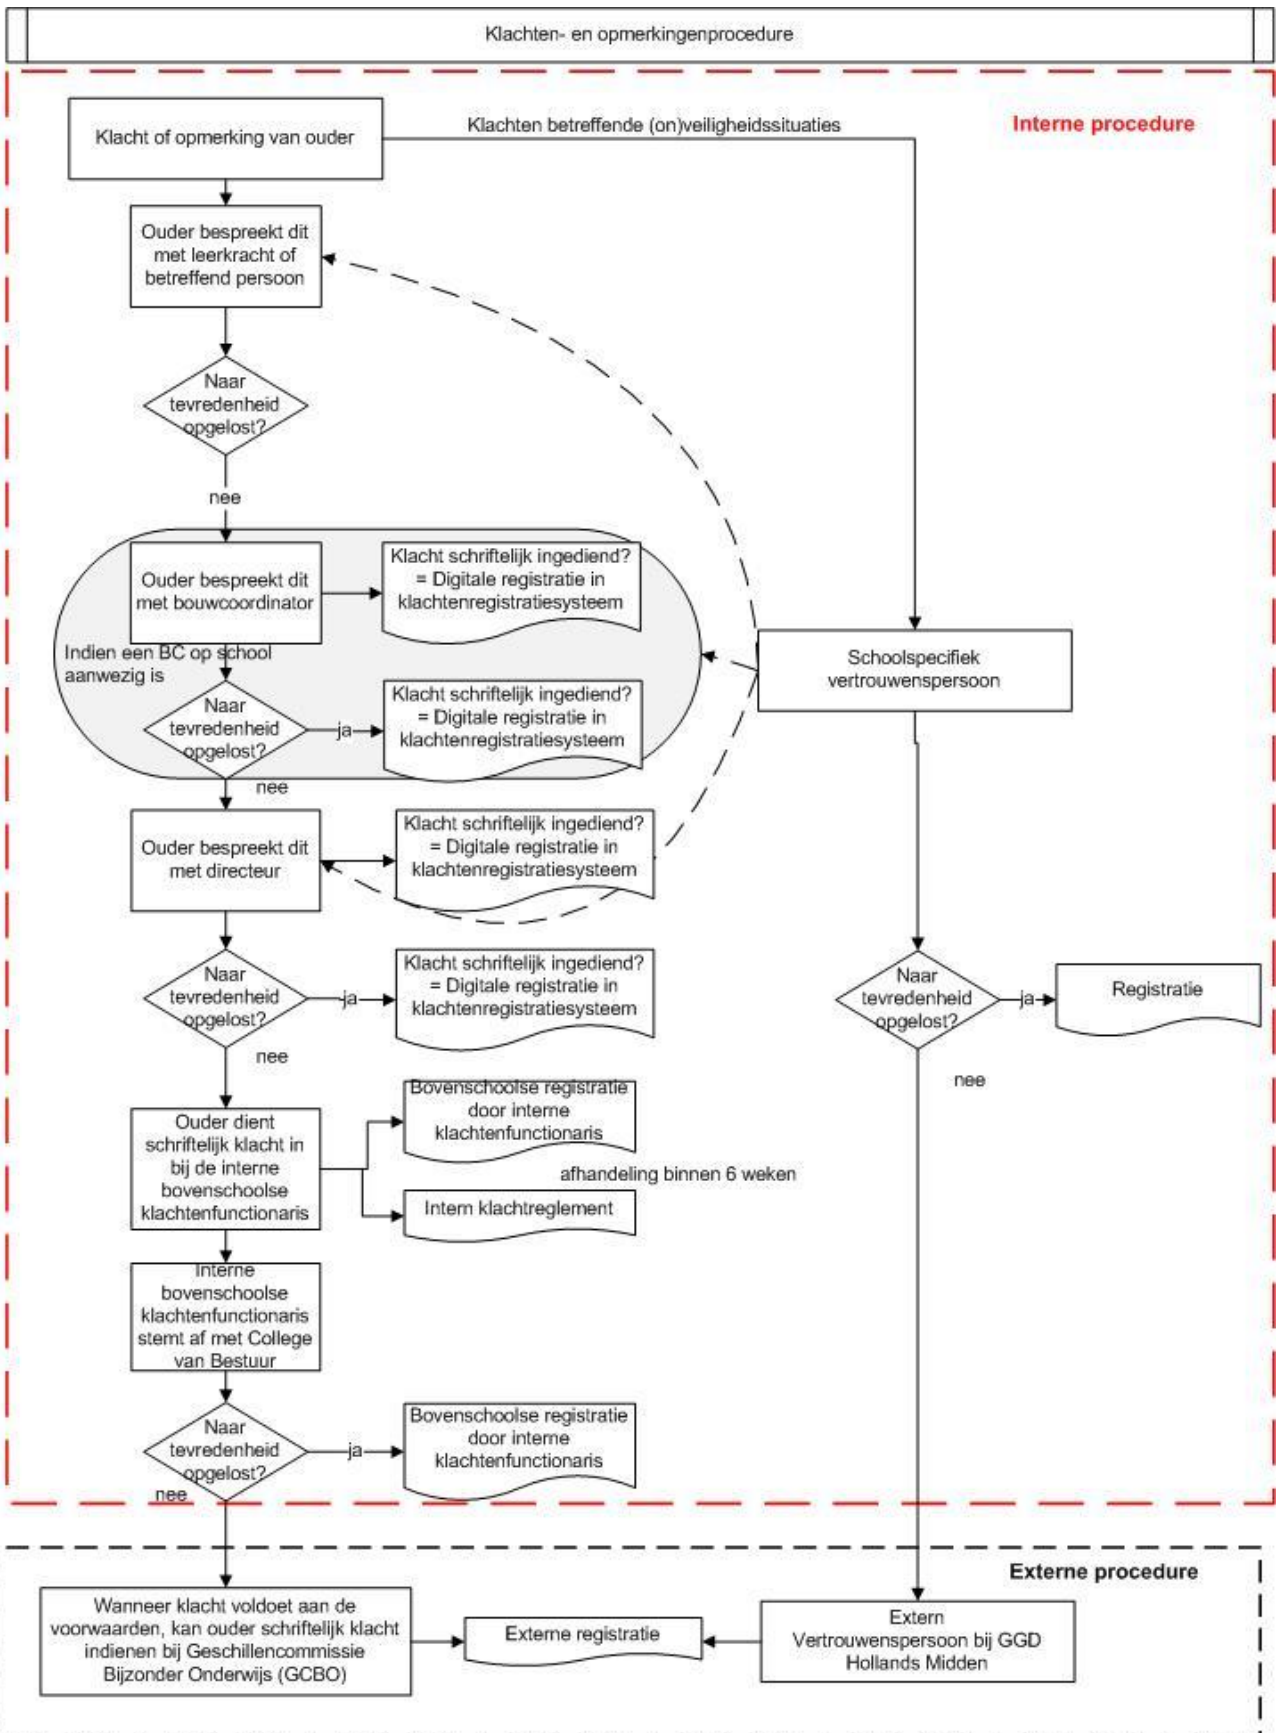 Klachten- en opmerkingenprocedure
Interne procedure
Klacht of opmerking van ouder
Klachten betreffende (on)veiligheidssituaties
Ouder bespreekt dit
met leerkracht of
betreffend persoon
Naar
tevredenheid
opgelost?
nee
Ouder bespreekt dit
met bouwcoordinator
Klacht schriftelijk ingediend?
= Digitale registratie in
klachtenregistratiesysteem
Indien een BC op school
aanwezig is
Schoolspecifiek
vertrouwenspersoon
Naar
tevredenheid
opgelost?
ja
Klacht schriftelijk ingediend?
= Digitale registratie in
klachtenregistratiesysteem
nee
Ouder bespreekt dit
met directeur
Klacht schriftelijk ingediend?
= Digitale registratie in
klachtenregistratiesysteem
Naar
tevredenheid
opgelost?
ja
Klacht schriftelijk ingediend?
= Digitale registratie in
klachtenregistratiesysteem
Naar
tevredenheid
opgelost?
ja
Registratie
nee
nee
Ouder dient
schriftelijk klacht in
bij de interne
bovenschoolse
klachtenfunctionaris
Bovenschoolse registratie
door interne
klachtenfunctionaris
afhandeling binnen 6 weken
Intern klachtreglement
Interne
bovenschoolse
klachtenfunctionaris
stemt af met College
van Bestuur
Naar
tevredenheid
opgelost?
ja
Bovenschoolse registratie
door interne
klachtenfunctionaris
nee
Externe procedure
Wanneer klacht voldoet aan de
voorwaarden, kan ouder schriftelijk klacht
indienen bij Geschillencommissie
Bijzonder Onderwijs (GCBO)
Externe registratie
Extern
Vertrouwenspersoon bij GGD
Hollands Midden